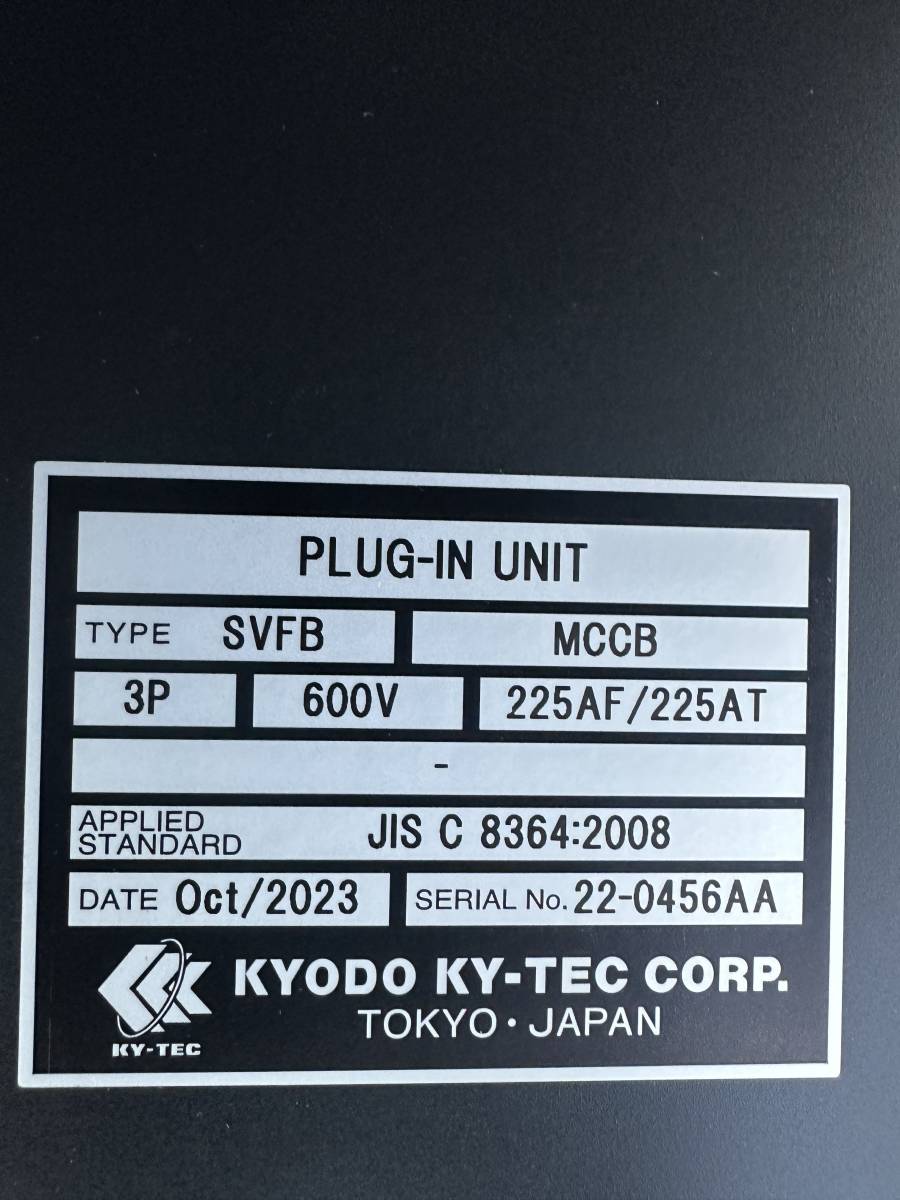 PLUG-IN UNIT
TYPE SVFB MCCB
3P 600V 225AF/225AT
-
APPLIED
STANDARD JIS C 8364:2008
DATE Oct/2023 SERIAL No. 22-0456AA
KYODO KY-TEC CORP.
TOKYO・JAPAN
KY-TEC